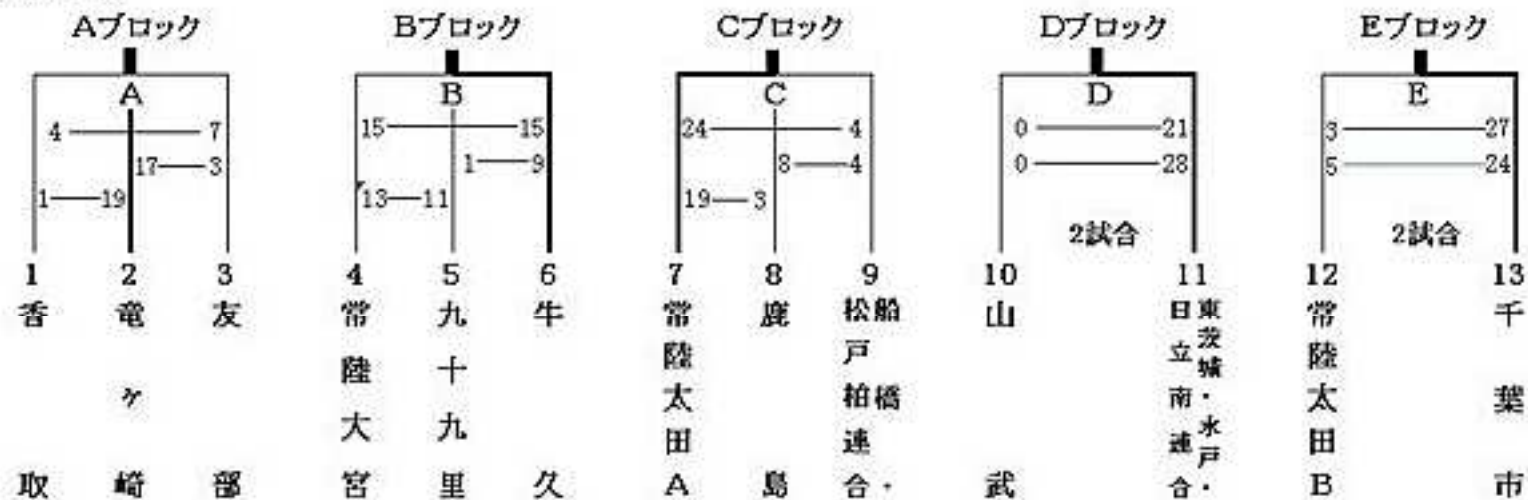 Aブロック Bブロック Cブロック Dブロック Eブロック
A B C D E
4 7 15 15 24 4 0 21 3 27
17 3 1 9 8 4 0 28 5 24
1 19 13 11 19 3
2試合 2試合
1 2 3 4 5 6 7 8 9 10 11 12 13
香取
竜ヶ崎
友部
常陸大宮
九十九里
牛久
常陸太田A
鹿島
船橋・
松戸柏連合
山武
東茨城・水戸・
日立南連合
常陸太田B
千葉市